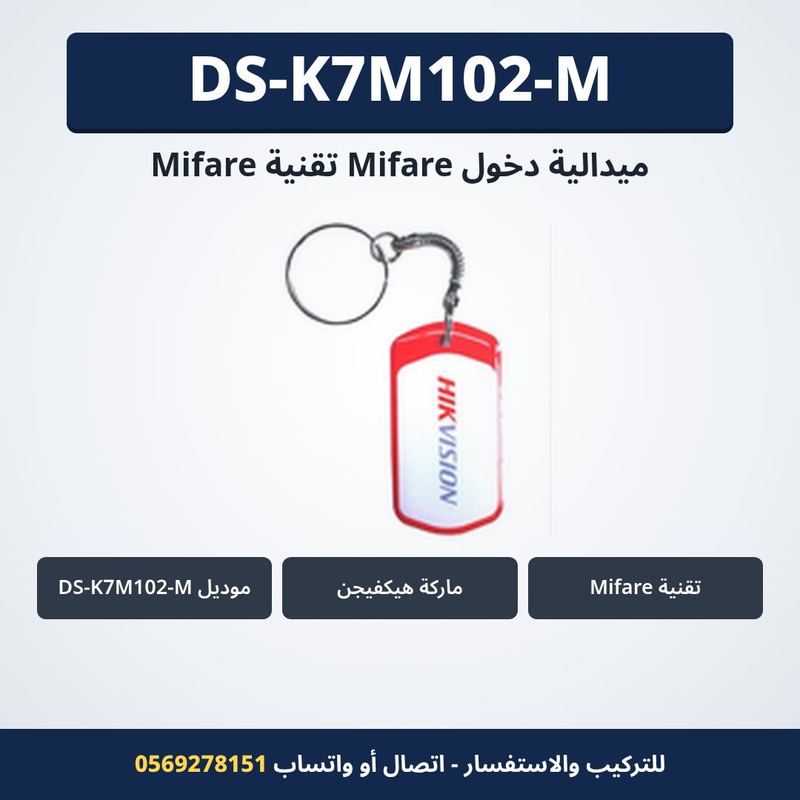 DS-K7M102-M
ميدالية دخول Mifare تقنية Mifare
HIKVISION
تقنية Mifare
ماركة هيكفيجن
موديل DS-K7M102-M
للتركيب والاستفسار - اتصال أو واتساب 0569278151